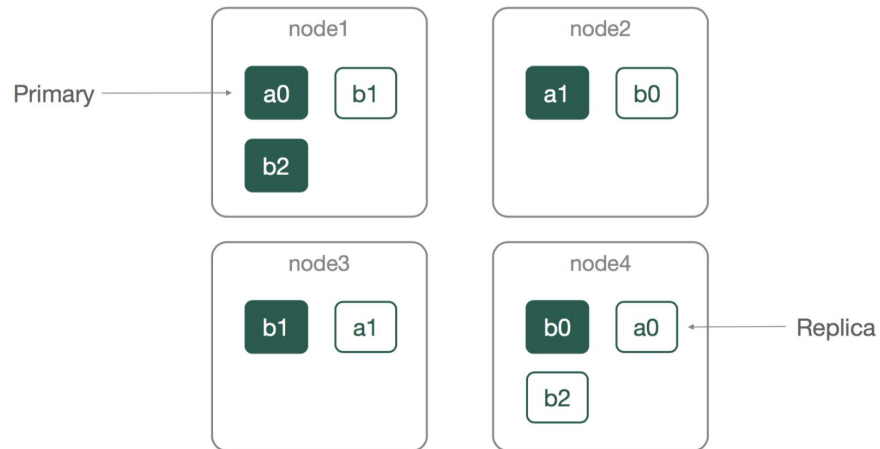 node1
node2
Primary
a0
b1
a1
b0
b2
node3
node4
b1
a1
b0
a0
Replica
b2